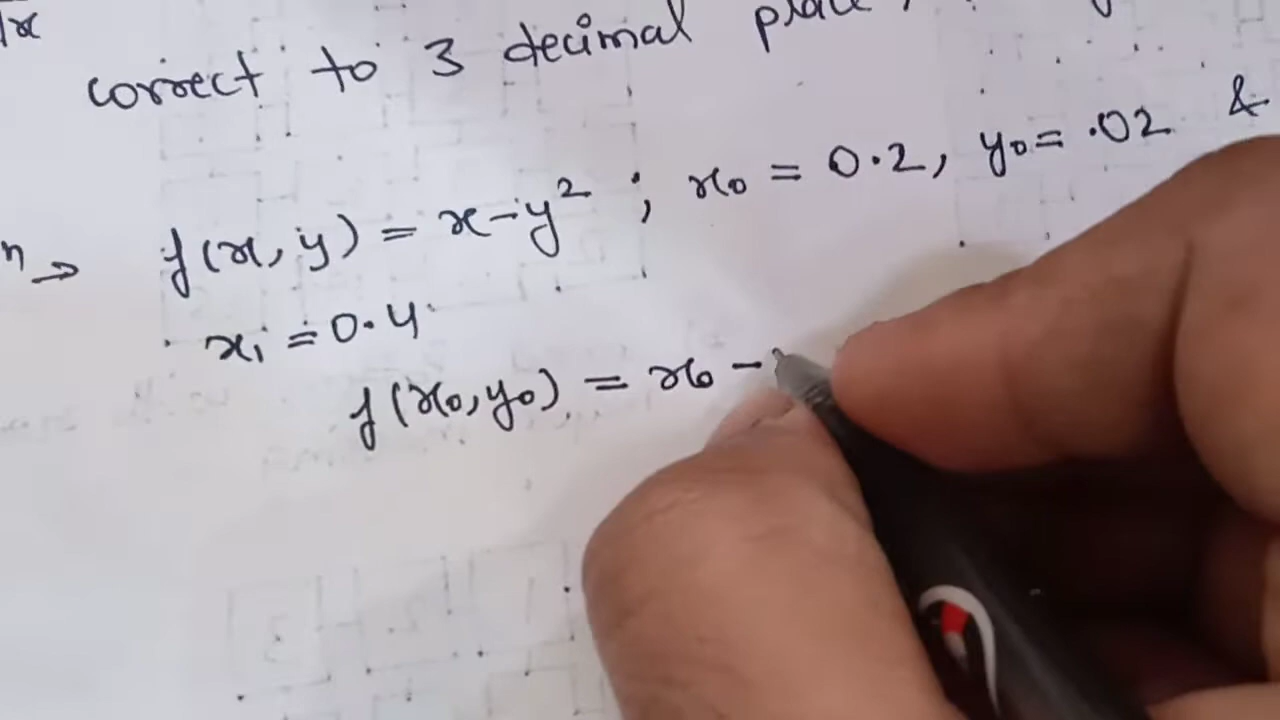 correct to 3 decimal
f(x, y) = x-y² ; x₀ = 0.2, y₀= .02 &
x₁ = 0.4
f(x₀,y₀) = x₀ -